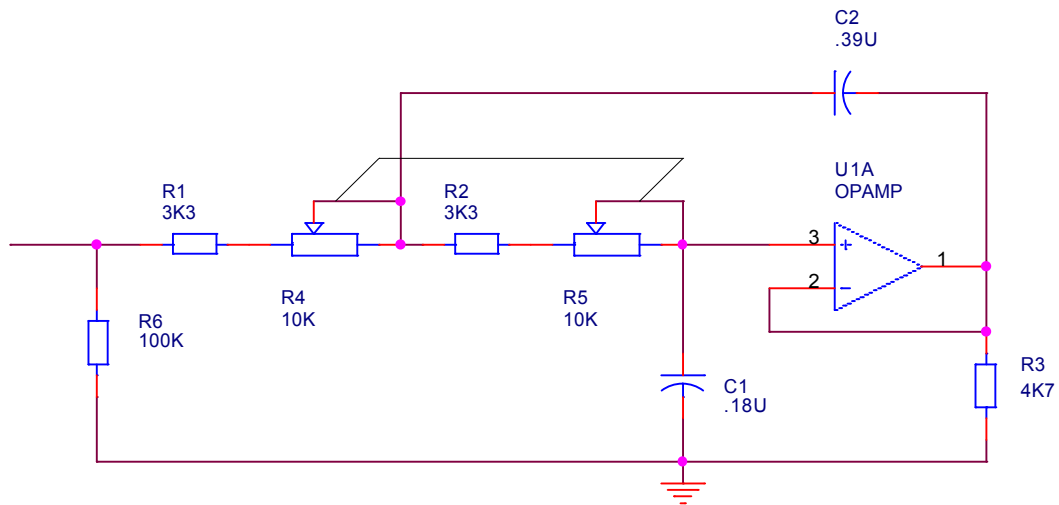 C2
.39U
U1A
OPAMP
R1
3K3
R2
3K3
3
+
1
2
-
R4
10K
R5
10K
R6
100K
R3
4K7
C1
.18U